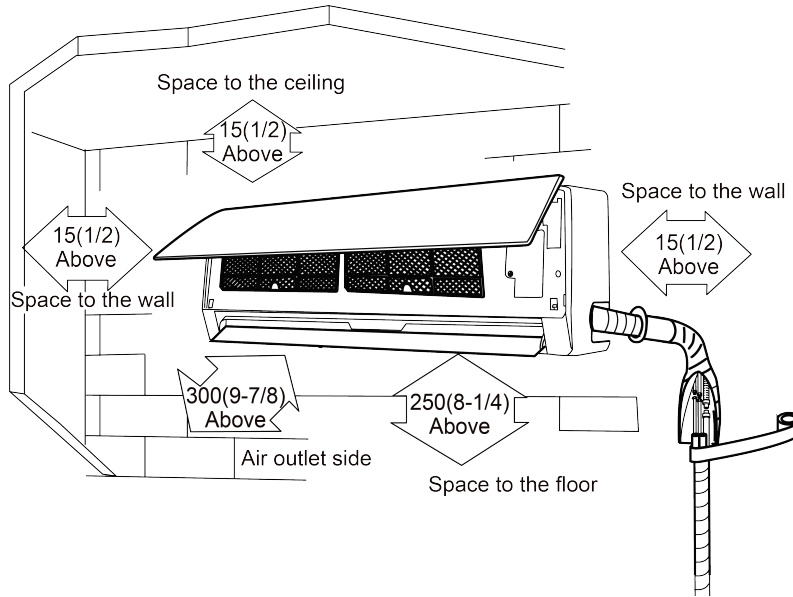 Space to the ceiling
15(1/2)
Above
Space to the wall
15(1/2)
Above
15(1/2)
Above
Space to the wall
300(9-7/8)
Above
250(8-1/4)
Above
Air outlet side
Space to the floor